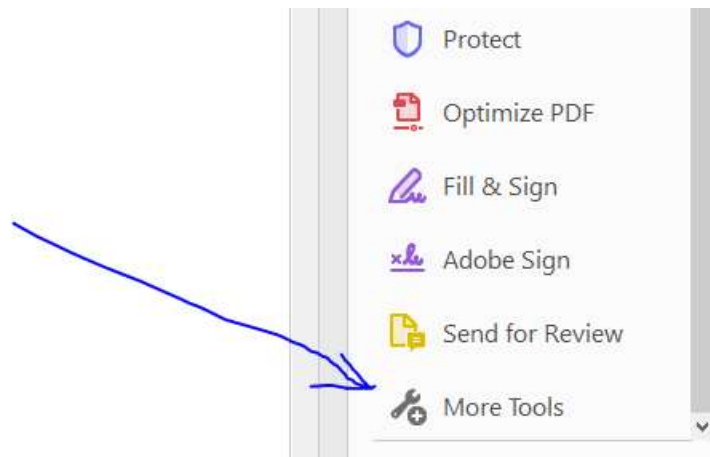 Protect
Optimize PDF
Fill & Sign
Adobe Sign
Send for Review
More Tools